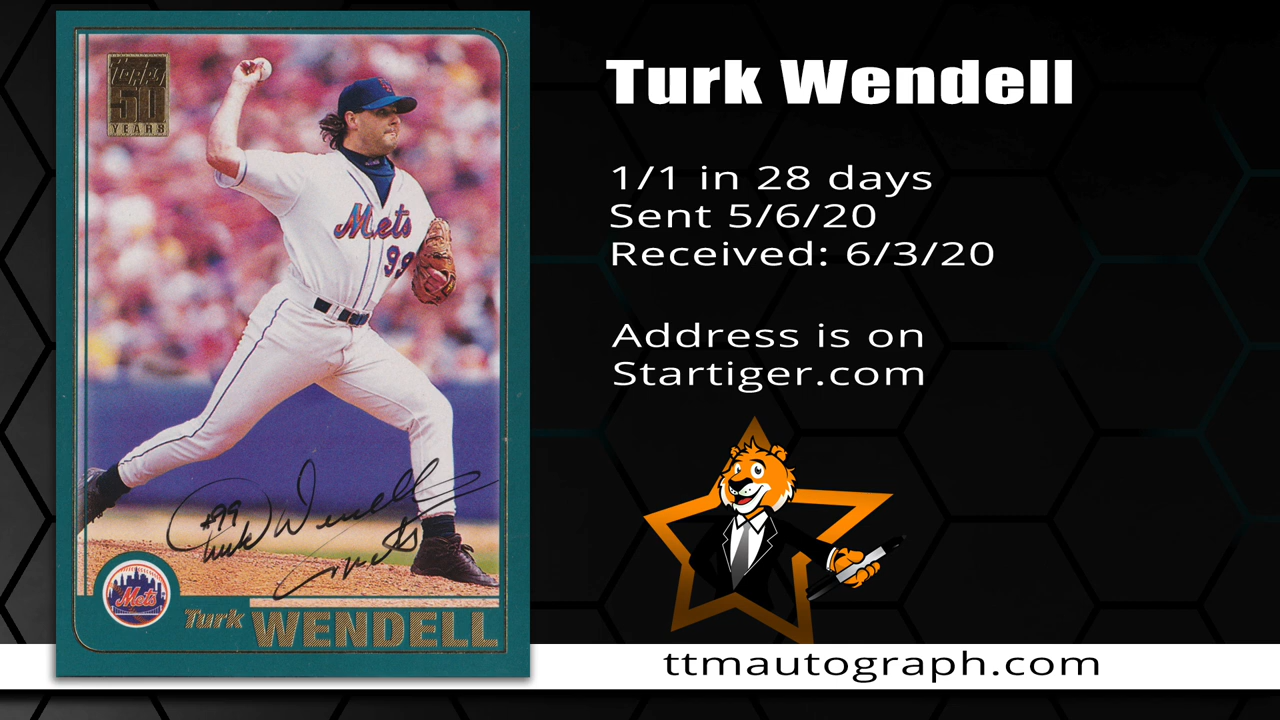 Topps
50
YEARS
Mets
99
#99
Turk Wendell
Mets
Mets
Turk
WENDELL
Turk Wendell
1/1 in 28 days
Sent 5/6/20
Received: 6/3/20
Address is on
Startiger.com
ttmautograph.com